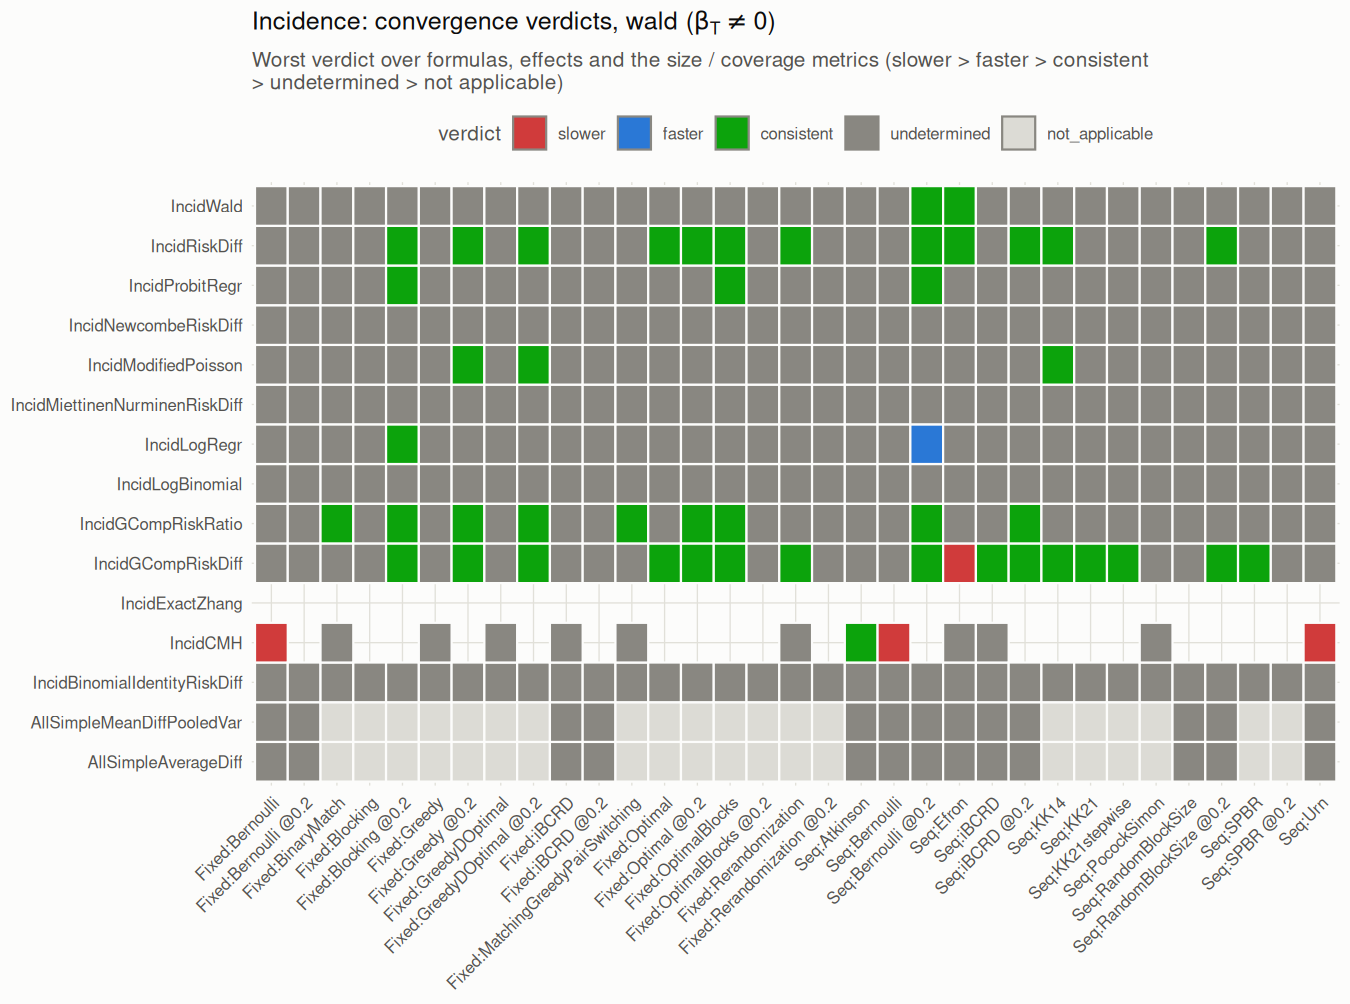 Incidence: convergence verdicts, wald (βT ≠ 0)
Worst verdict over formulas, effects and the size / coverage metrics (slower > faster > consistent
> undetermined > not applicable)
verdict slower faster consistent undetermined not_applicable
IncidWald
IncidRiskDiff
IncidProbitRegr
IncidNewcombeRiskDiff
IncidModifiedPoisson
IncidMiettinenNurminenRiskDiff
IncidLogRegr
IncidLogBinomial
IncidGCompRiskRatio
IncidGCompRiskDiff
IncidExactZhang
IncidCMH
IncidBinomialIdentityRiskDiff
AllSimpleMeanDiffPooledVar
AllSimpleAverageDiff
Fixed:Bernoulli
Fixed:Bernoulli @0.2
Fixed:BinaryMatch
Fixed:Blocking
Fixed:Blocking @0.2
Fixed:Greedy
Fixed:Greedy @0.2
Fixed:GreedyDOptimal
Fixed:GreedyDOptimal @0.2
Fixed:iBCRD
Fixed:iBCRD @0.2
Fixed:MatchingGreedyPairSwitching
Fixed:Optimal
Fixed:Optimal @0.2
Fixed:OptimalBlocks
Fixed:OptimalBlocks @0.2
Fixed:Rerandomization
Fixed:Rerandomization @0.2
Seq:Atkinson
Seq:Bernoulli
Seq:Bernoulli @0.2
Seq:Efron
Seq:iBCRD
Seq:iBCRD @0.2
Seq:KK14
Seq:KK21
Seq:KK21stepwise
Seq:PocockSimon
Seq:RandomBlockSize
Seq:RandomBlockSize @0.2
Seq:SPBR
Seq:SPBR @0.2
Seq:Urn